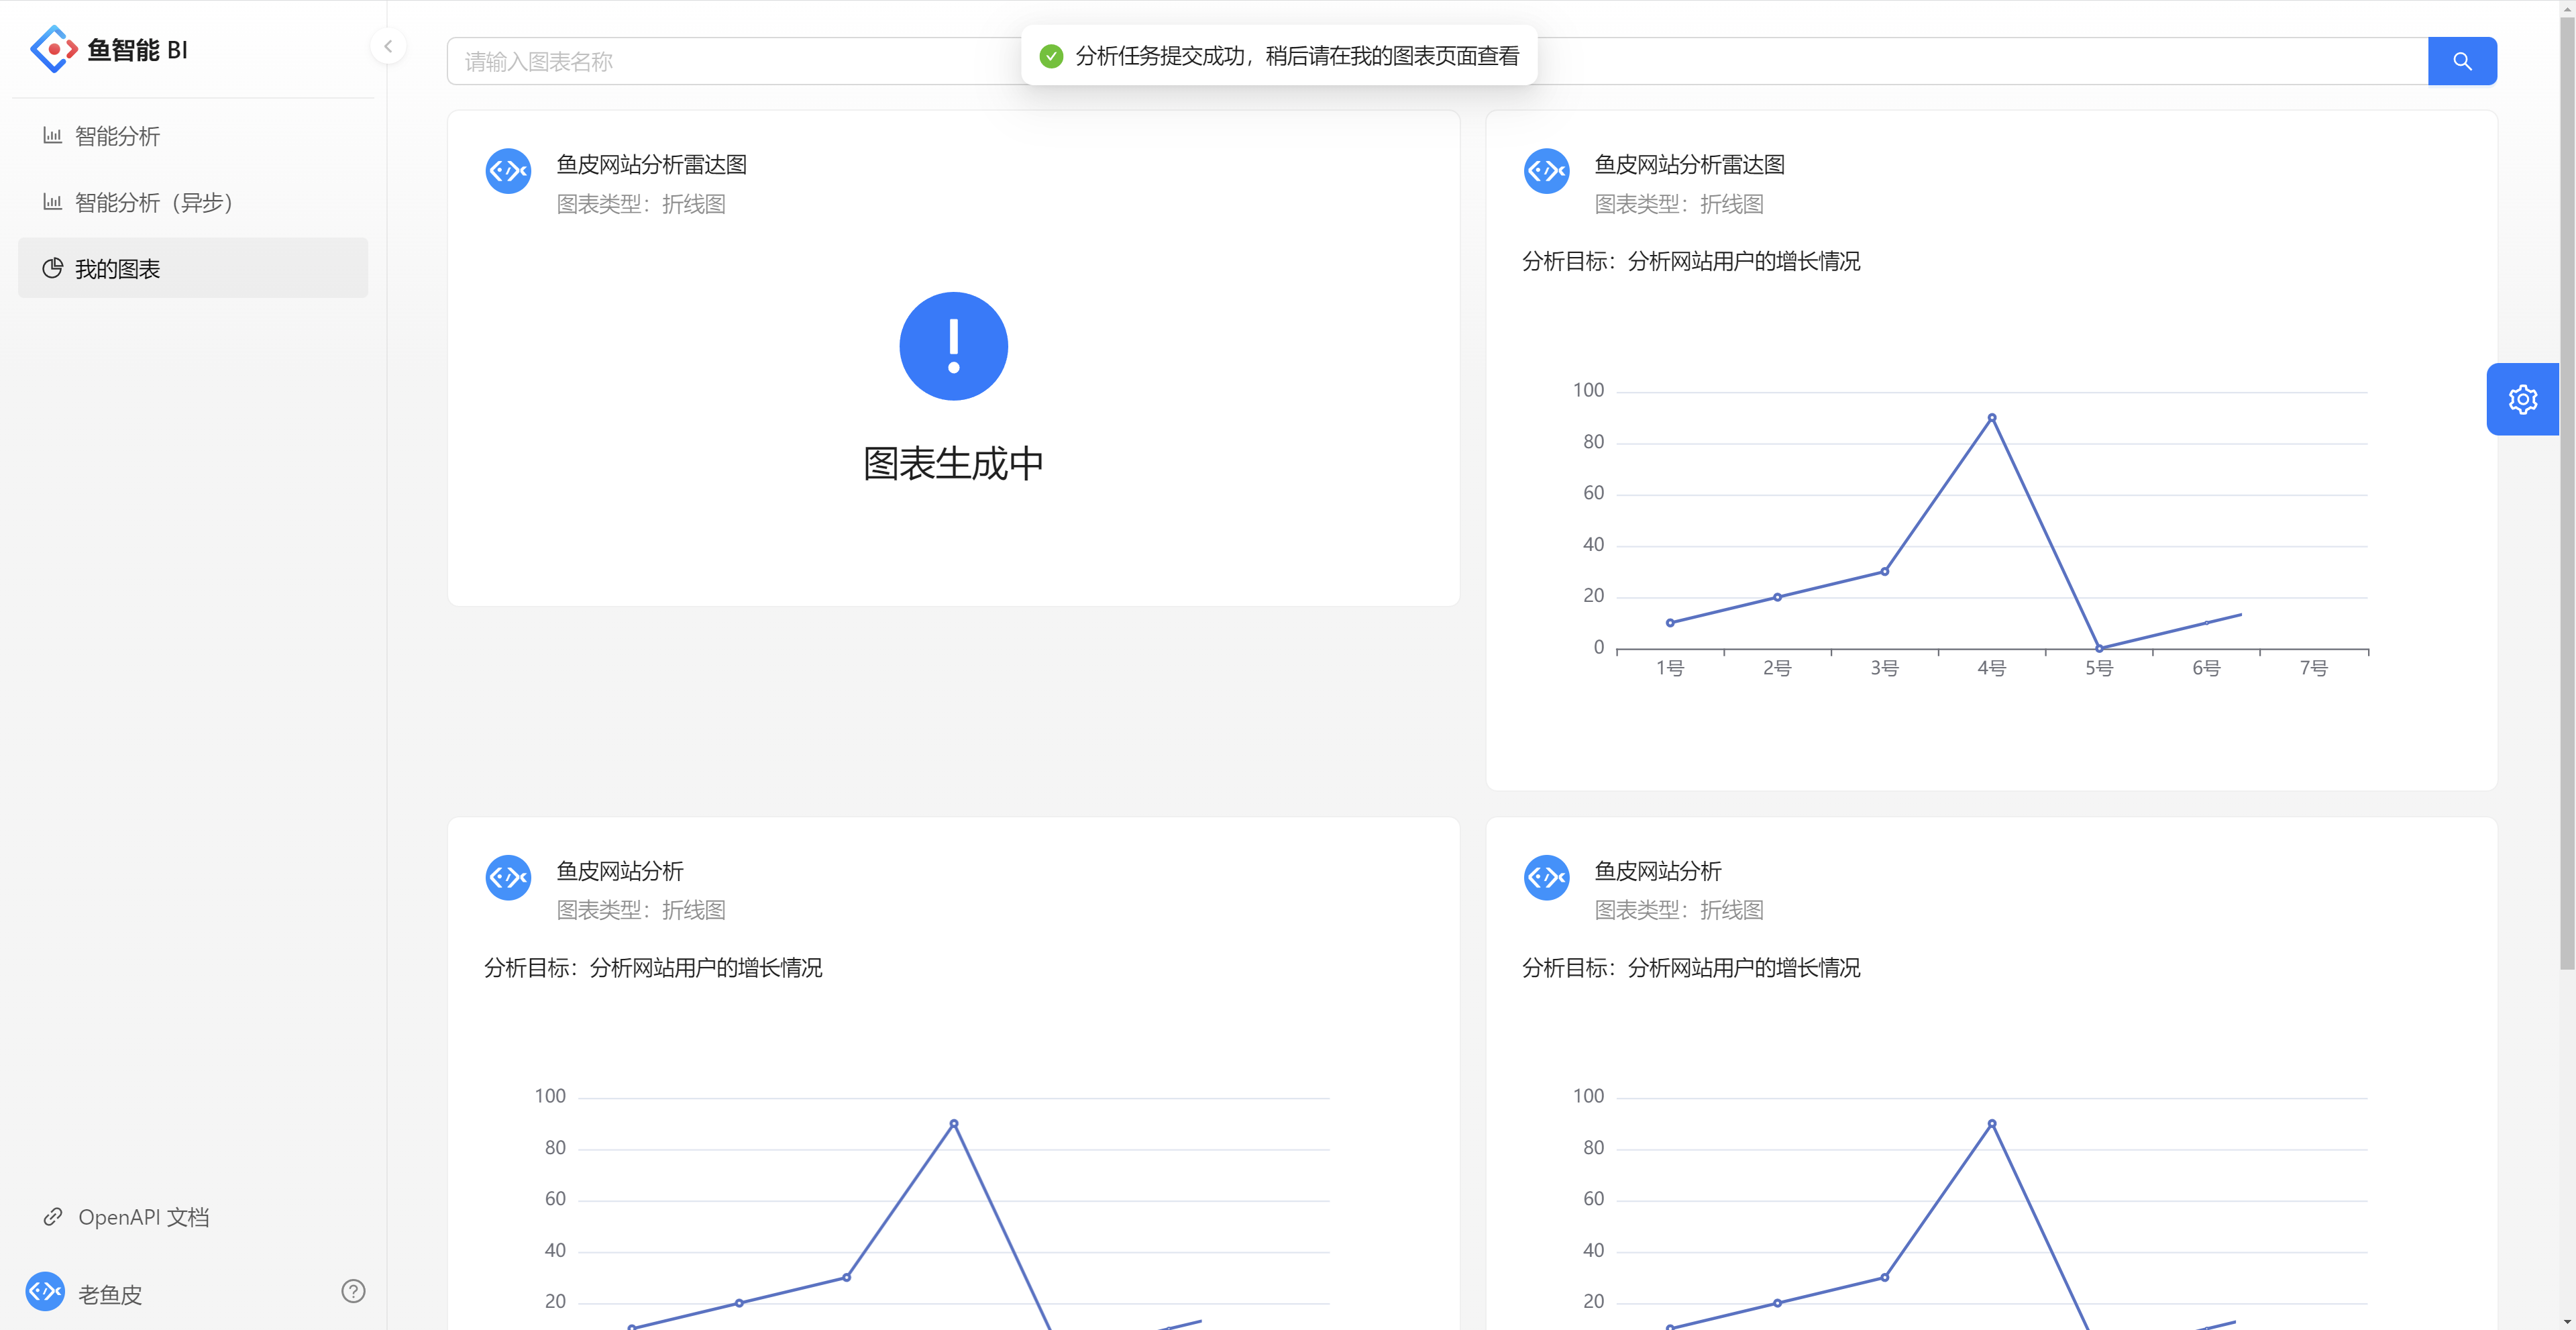 鱼智能 BI
智能分析
智能分析（异步）
我的图表
OpenAPI 文档
老鱼皮
请输入图表名称
分析任务提交成功，稍后请在我的图表页面查看
鱼皮网站分析雷达图
图表类型：折线图
图表生成中
鱼皮网站分析雷达图
图表类型：折线图
分析目标：分析网站用户的增长情况
100
80
60
40
20
0
1号 2号 3号 4号 5号 6号 7号
鱼皮网站分析
图表类型：折线图
分析目标：分析网站用户的增长情况
100
80
60
40
20
鱼皮网站分析
图表类型：折线图
分析目标：分析网站用户的增长情况
100
80
60
40
20